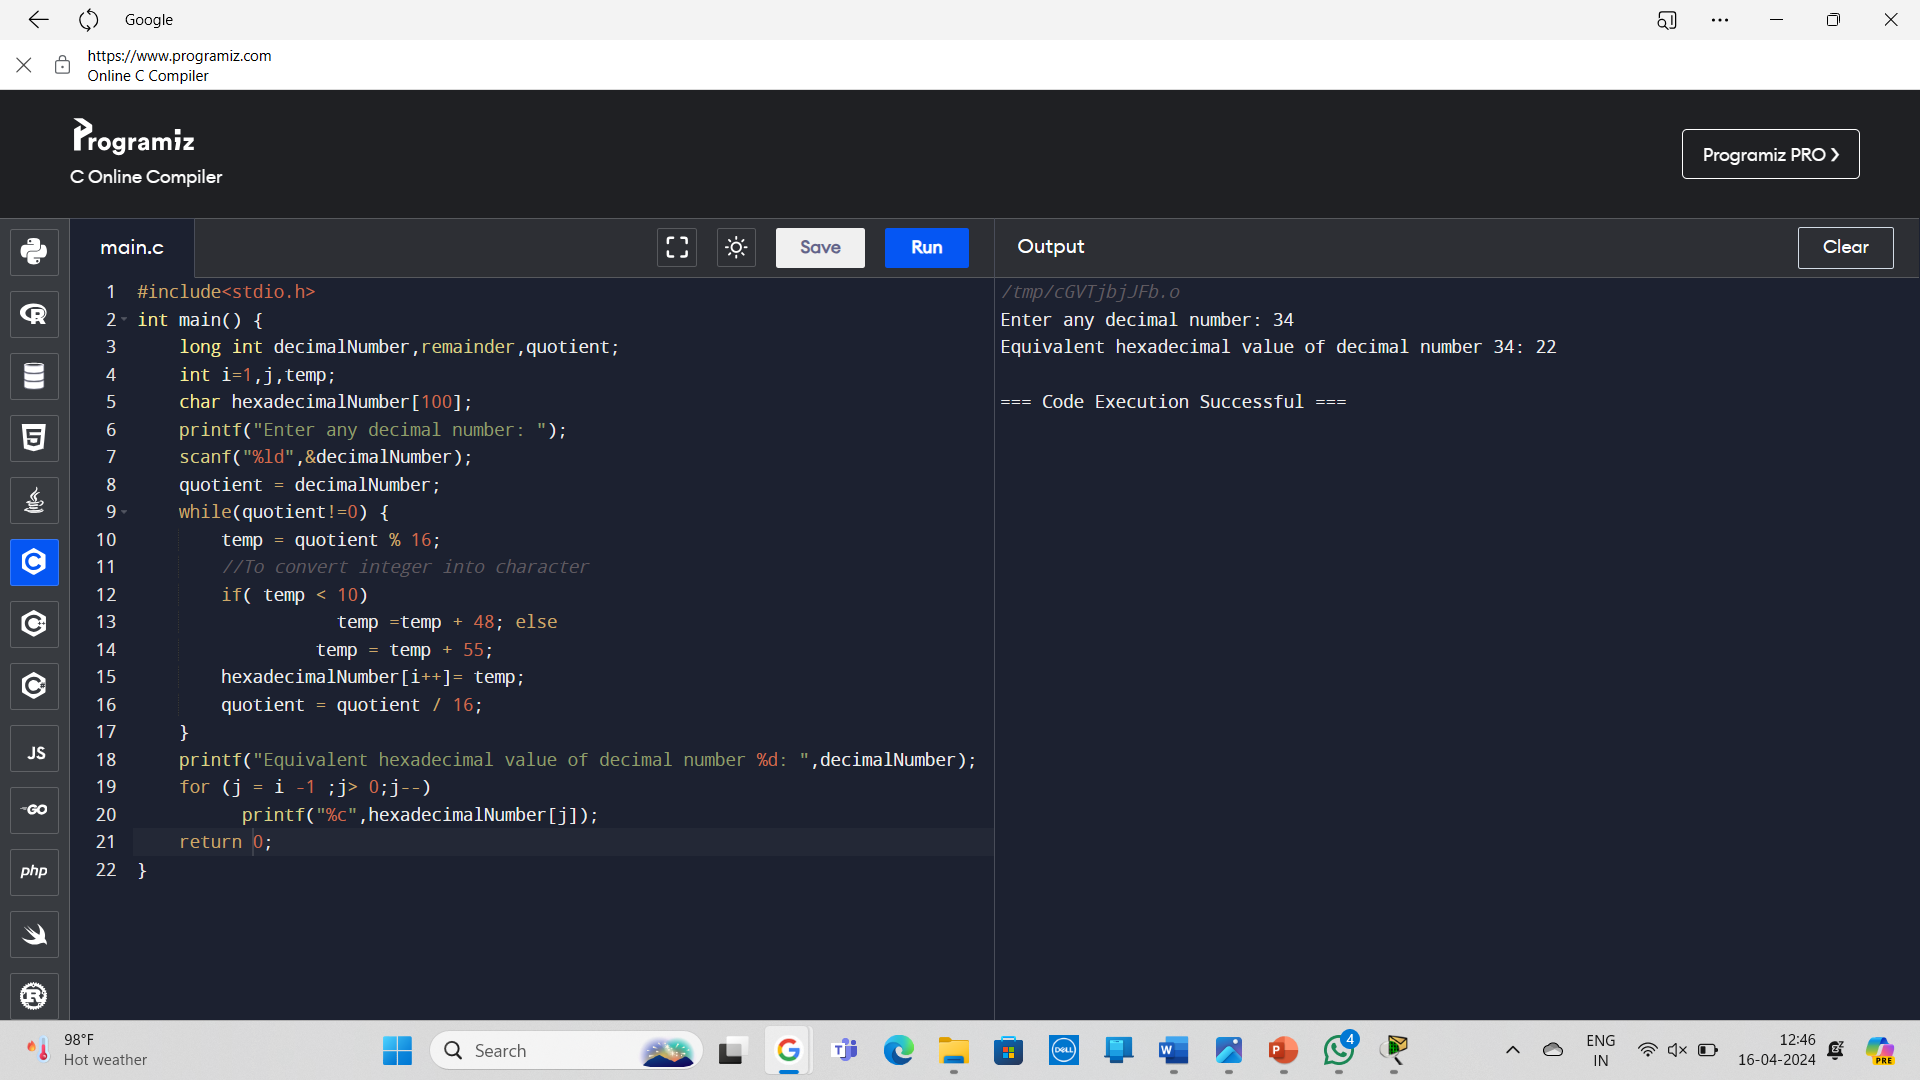 Google
https://www.programiz.com
Online C Compiler
Programiz
C Online Compiler
Programiz PRO ❯
main.c
Save
Run
Output
Clear
1 #include<stdio.h>
2 int main() {
3 long int decimalNumber,remainder,quotient;
4 int i=1,j,temp;
5 char hexadecimalNumber[100];
6 printf("Enter any decimal number: ");
7 scanf("%ld",&decimalNumber);
8 quotient = decimalNumber;
9 while(quotient!=0) {
10 temp = quotient % 16;
11 //To convert integer into character
12 if( temp < 10)
13 temp =temp + 48; else
14 temp = temp + 55;
15 hexadecimalNumber[i++]= temp;
16 quotient = quotient / 16;
17 }
18 printf("Equivalent hexadecimal value of decimal number %d: ",decimalNumber);
19 for (j = i -1 ;j> 0;j--)
20 printf("%c",hexadecimalNumber[j]);
21 return 0;
22 }
/tmp/cGVTjbjJFb.o
Enter any decimal number: 34
Equivalent hexadecimal value of decimal number 34: 22
=== Code Execution Successful ===
R
5
C
C
C
JS
GO
php
R
98°F
Hot weather
Search
DELL
W
P
4
ENG
IN
12:46
16-04-2024
PRE